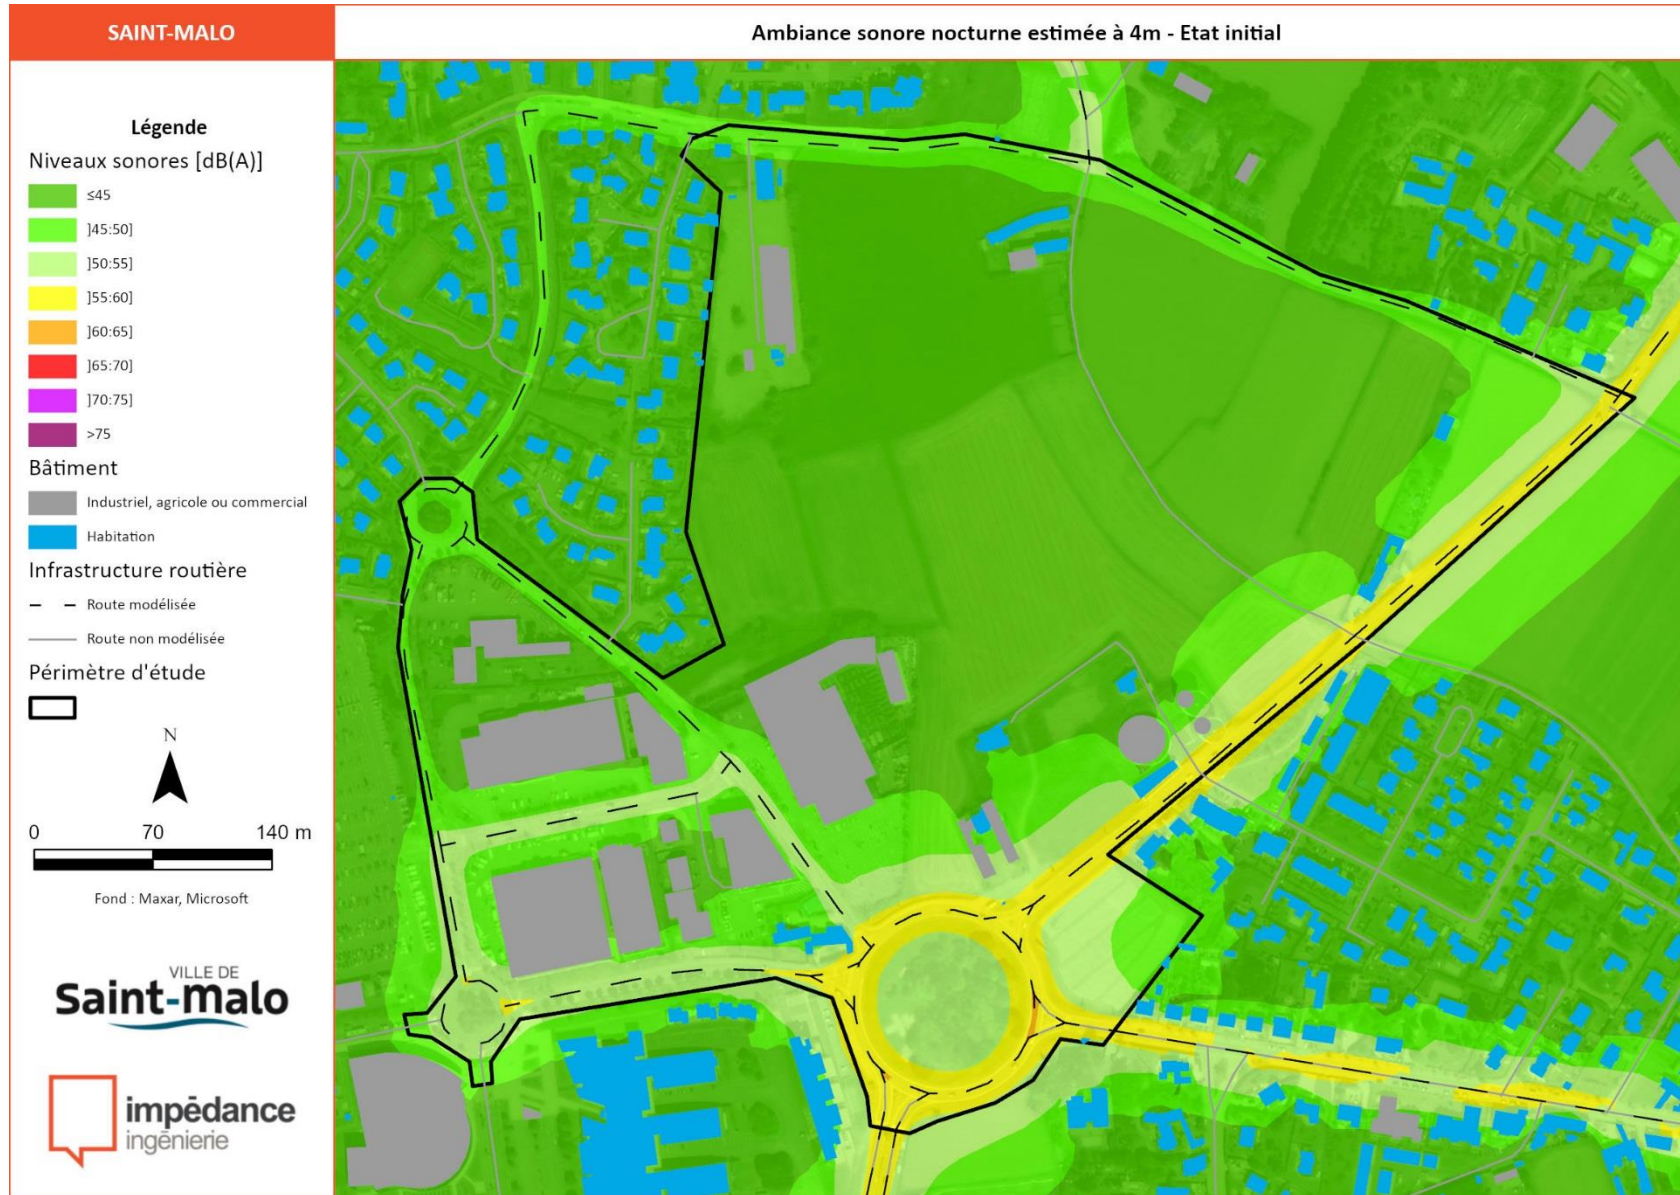 SAINT-MALO
Ambiance sonore nocturne estimée à 4m - Etat initial
Légende
Niveaux sonores [dB(A)]
≤45
]45:50]
]50:55]
]55:60]
]60:65]
]65:70]
]70:75]
>75
Bâtiment
Industriel, agricole ou commercial
Habitation
Infrastructure routière
Route modélisée
Route non modélisée
Périmètre d'étude
N
0 70 140 m
Fond : Maxar, Microsoft
VILLE DE
Saint-malo
impédance
ingénierie